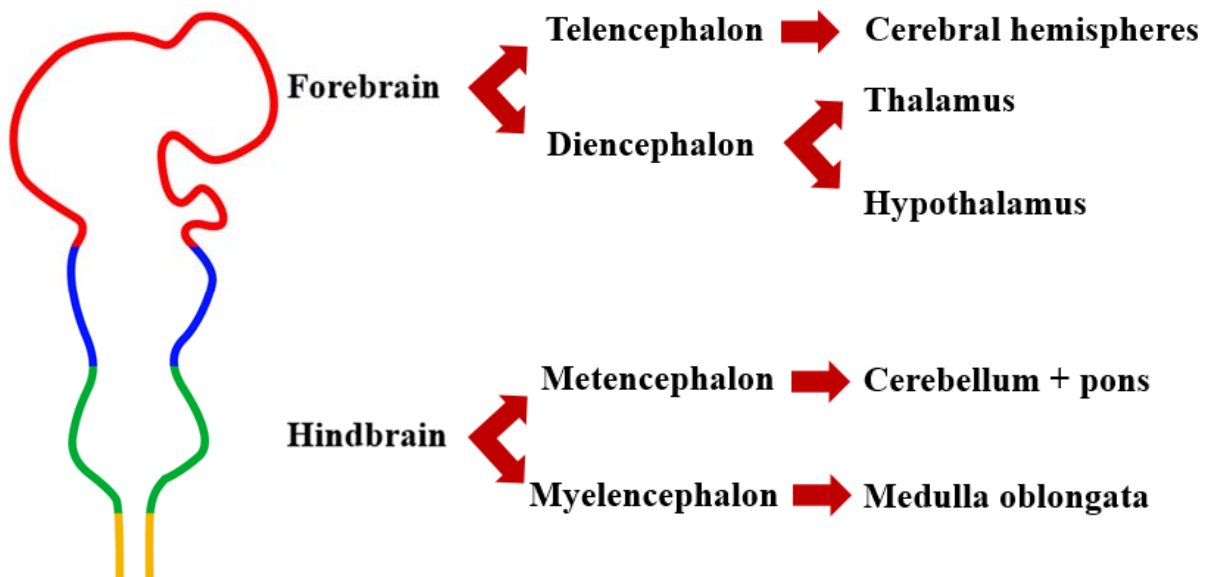 Telencephalon
Cerebral hemispheres
Forebrain
Thalamus
Diencephalon
Hypothalamus
Metencephalon
Cerebellum + pons
Hindbrain
Myelencephalon
Medulla oblongata